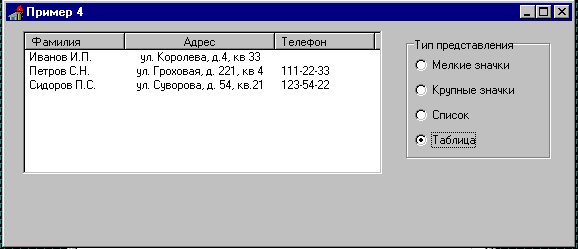 Пример 4
Фамилия Адрес Телефон
Иванов И.П. ул. Королева, д.4, кв 33
Петров С.Н. ул. Гроховая, д. 221, кв 4 111-22-33
Сидоров П.С. ул. Суворова, д. 54, кв.21 123-54-22
Тип представления
Мелкие значки
Крупные значки
Список
Таблица